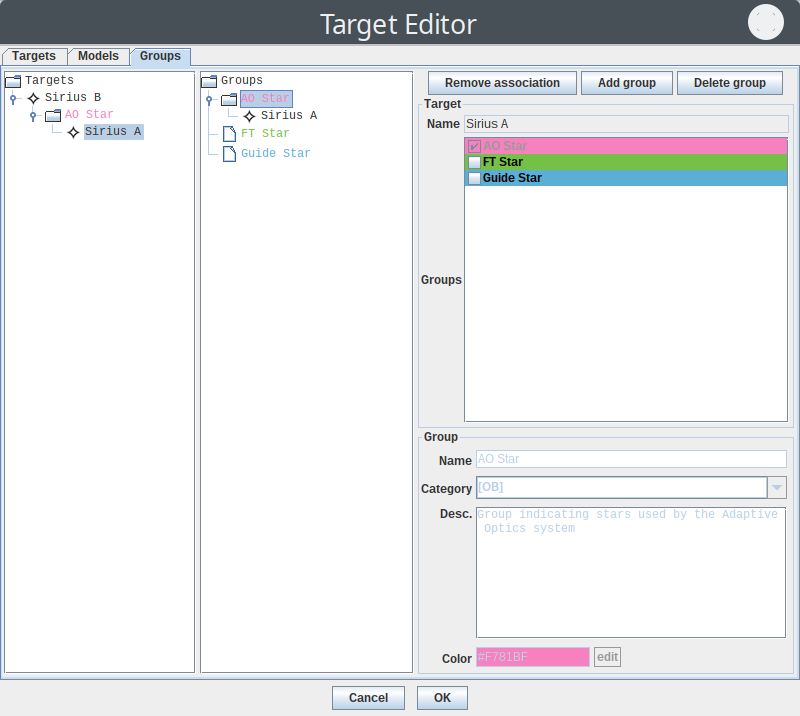 Target Editor
Targets Models Groups
Targets
Sirius B
AO Star
Sirius A
Groups
AO Star
Sirius A
FT Star
Guide Star
Remove association Add group Delete group
Target
Name Sirius A
Groups
AO Star
FT Star
Guide Star
Group
Name AO Star
Category [OB]
Desc. Group indicating stars used by the Adaptive
Optics system
Color #F781BF edit
Cancel OK